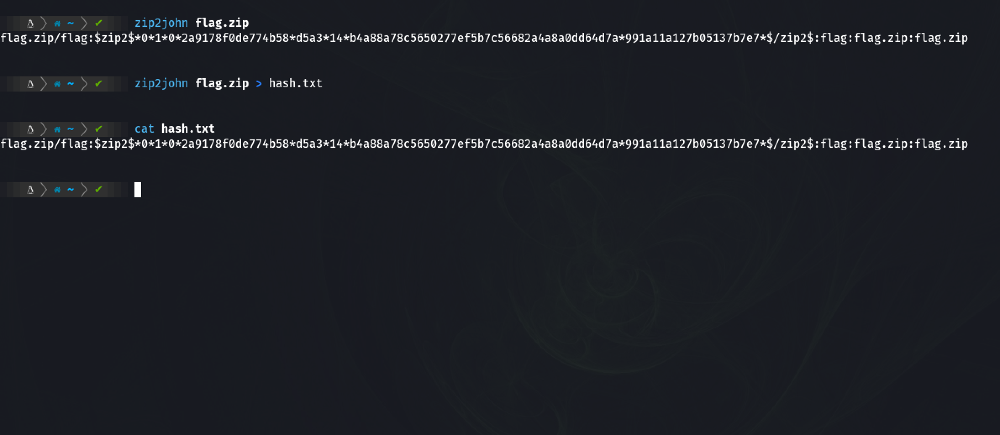 ~ ✔ zip2john flag.zip
flag.zip/flag:$zip2$*0*1*0*2a9178f0de774b58*d5a3*14*b4a88a78c5650277ef5b7c56682a4a8a0dd64d7a*991a11a127b05137b7e7*$/zip2$:flag:flag.zip:flag.zip
~ ✔ zip2john flag.zip > hash.txt
~ ✔ cat hash.txt
flag.zip/flag:$zip2$*0*1*0*2a9178f0de774b58*d5a3*14*b4a88a78c5650277ef5b7c56682a4a8a0dd64d7a*991a11a127b05137b7e7*$/zip2$:flag:flag.zip:flag.zip
~ ✔